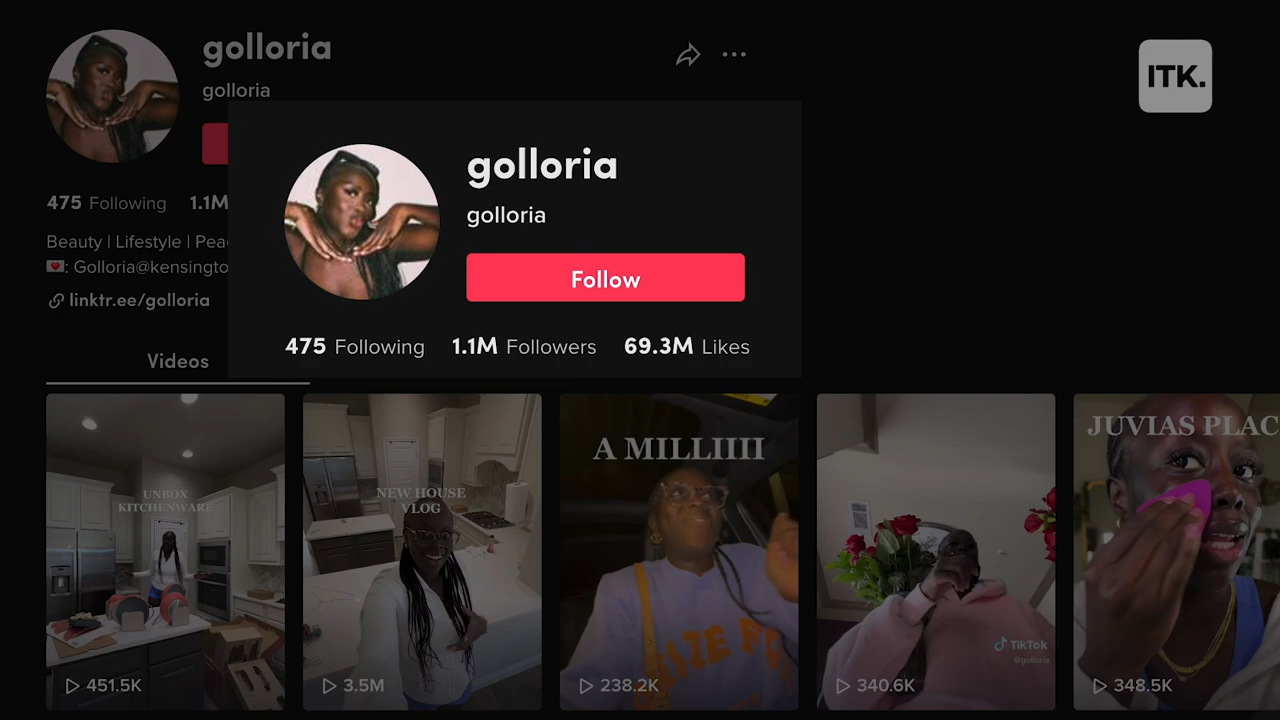 golloria
golloria
ITK.
475 Following 1.1M
Beauty | Lifestyle | Pea
: Golloria@kensingto
linktr.ee/golloria
Videos
golloria
golloria
Follow
475 Following 1.1M Followers 69.3M Likes
UNBOX
KITCHENWARE
451.5K
NEW HOUSE
VLOG
3.5M
A MILLIIII
238.2K
TikTok
@golloria
340.6K
JUVIAS PLAC
348.5K